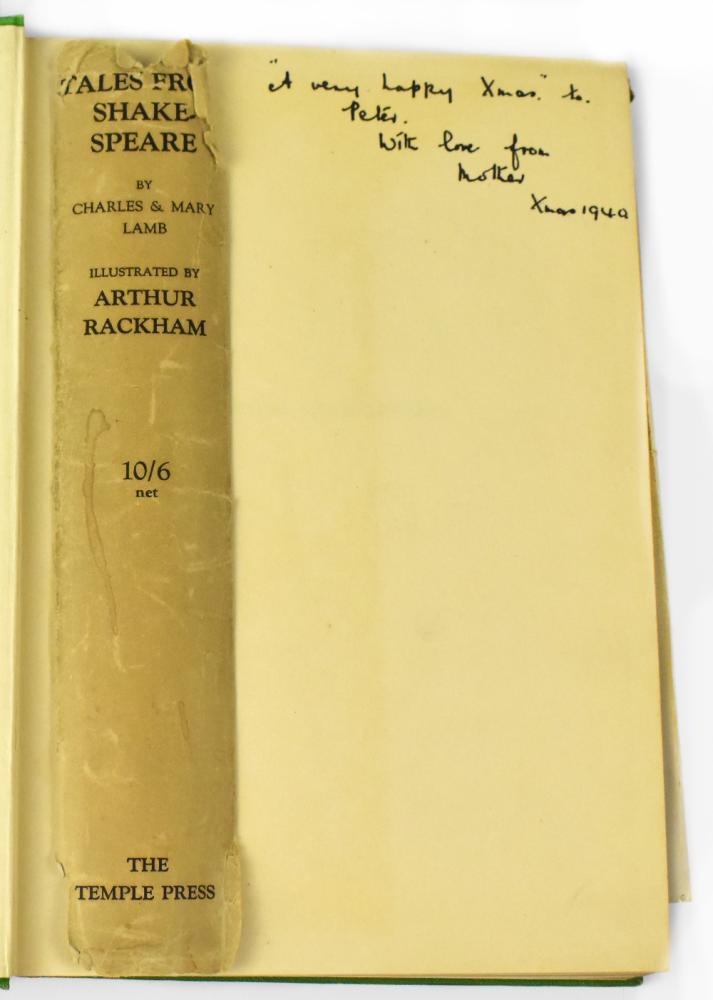 TALES FRO
SHAKE-
SPEARE
BY
CHARLES & MARY
LAMB
ILLUSTRATED BY
ARTHUR
RACKHAM
10/6
net
THE
TEMPLE PRESS
"A very happy Xmas." to.
Peter.
With love from
Mother
Xmas 1940